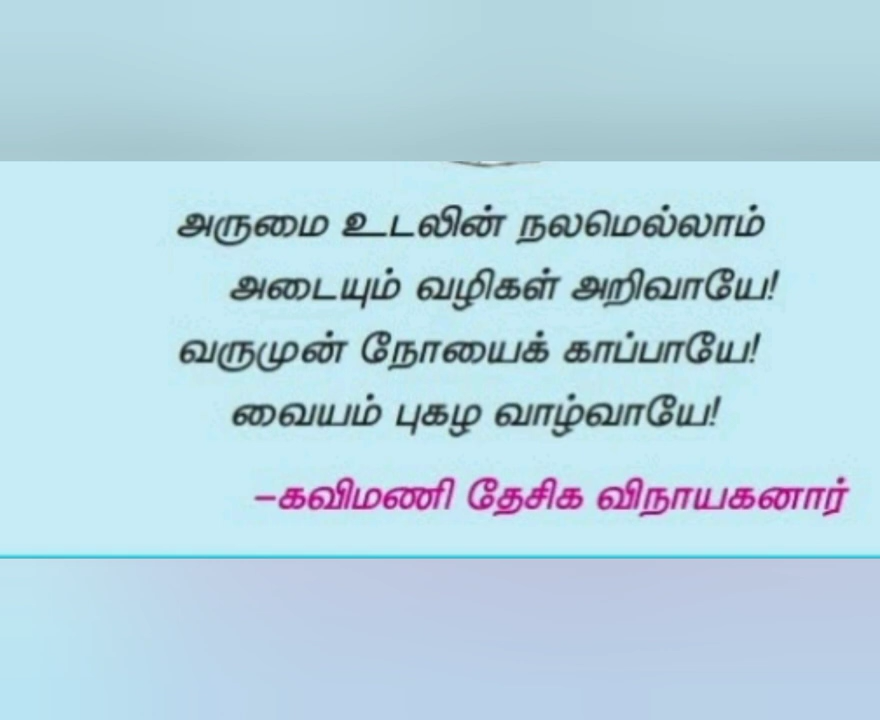 அருமை உடலின் நலமெல்லாம்
அடையும் வழிகள் அறிவாயே!
வருமுன் நோயைக் காப்பாயே!
வையம் புகழ வாழ்வாயே!
–கவிமணி தேசிக விநாயகனார்